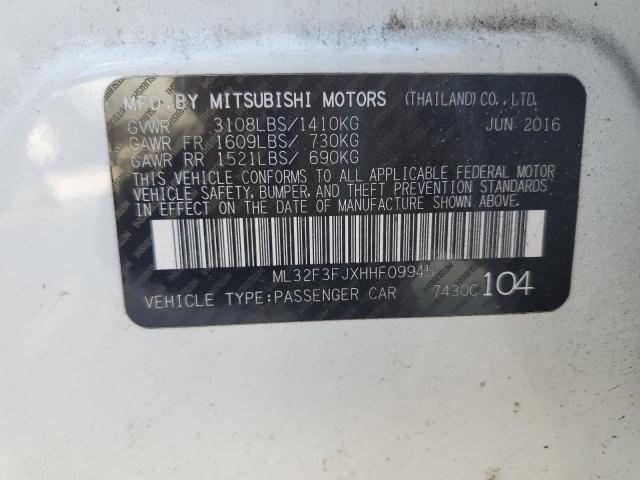 MFD. BY MITSUBISHI MOTORS (THAILAND) CO., LTD.
GVWR 3108LBS/1410KG JUN 2016
GAWR FR 1609LBS/ 730KG
GAWR RR 1521LBS/ 690KG
THIS VEHICLE CONFORMS TO ALL APPLICABLE FEDERAL MOTOR
VEHICLE SAFETY, BUMPER, AND THEFT PREVENTION STANDARDS
IN EFFECT ON THE DATE OF MANUFACTURE SHOWN ABOVE.
ML32F3FJXHHF09945
VEHICLE TYPE:PASSENGER CAR 7430C 104